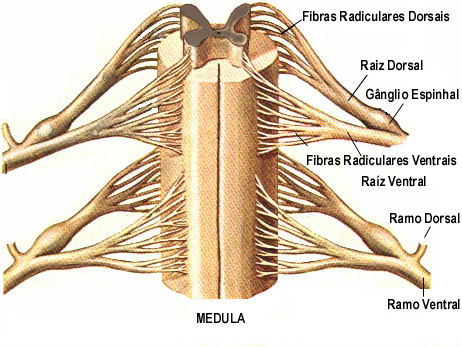 Fibras Radiculares Dorsais
Raiz Dorsal
Gânglio Espinhal
Fibras Radiculares Ventrais
Raíz Ventral
Ramo Dorsal
Ramo Ventral
MEDULA